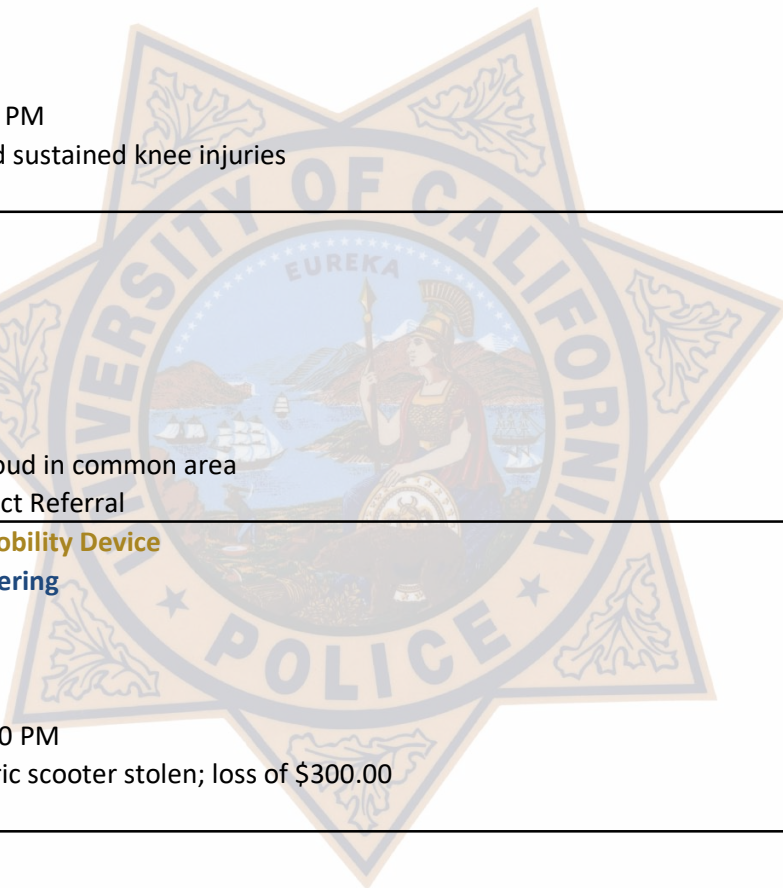 PM
d sustained knee injuries
UNIVERSITY OF CALIFORNIA
EUREKA
oud in common area
ct Referral
obility Device
ering
POLICE
0 PM
ric scooter stolen; loss of $300.00